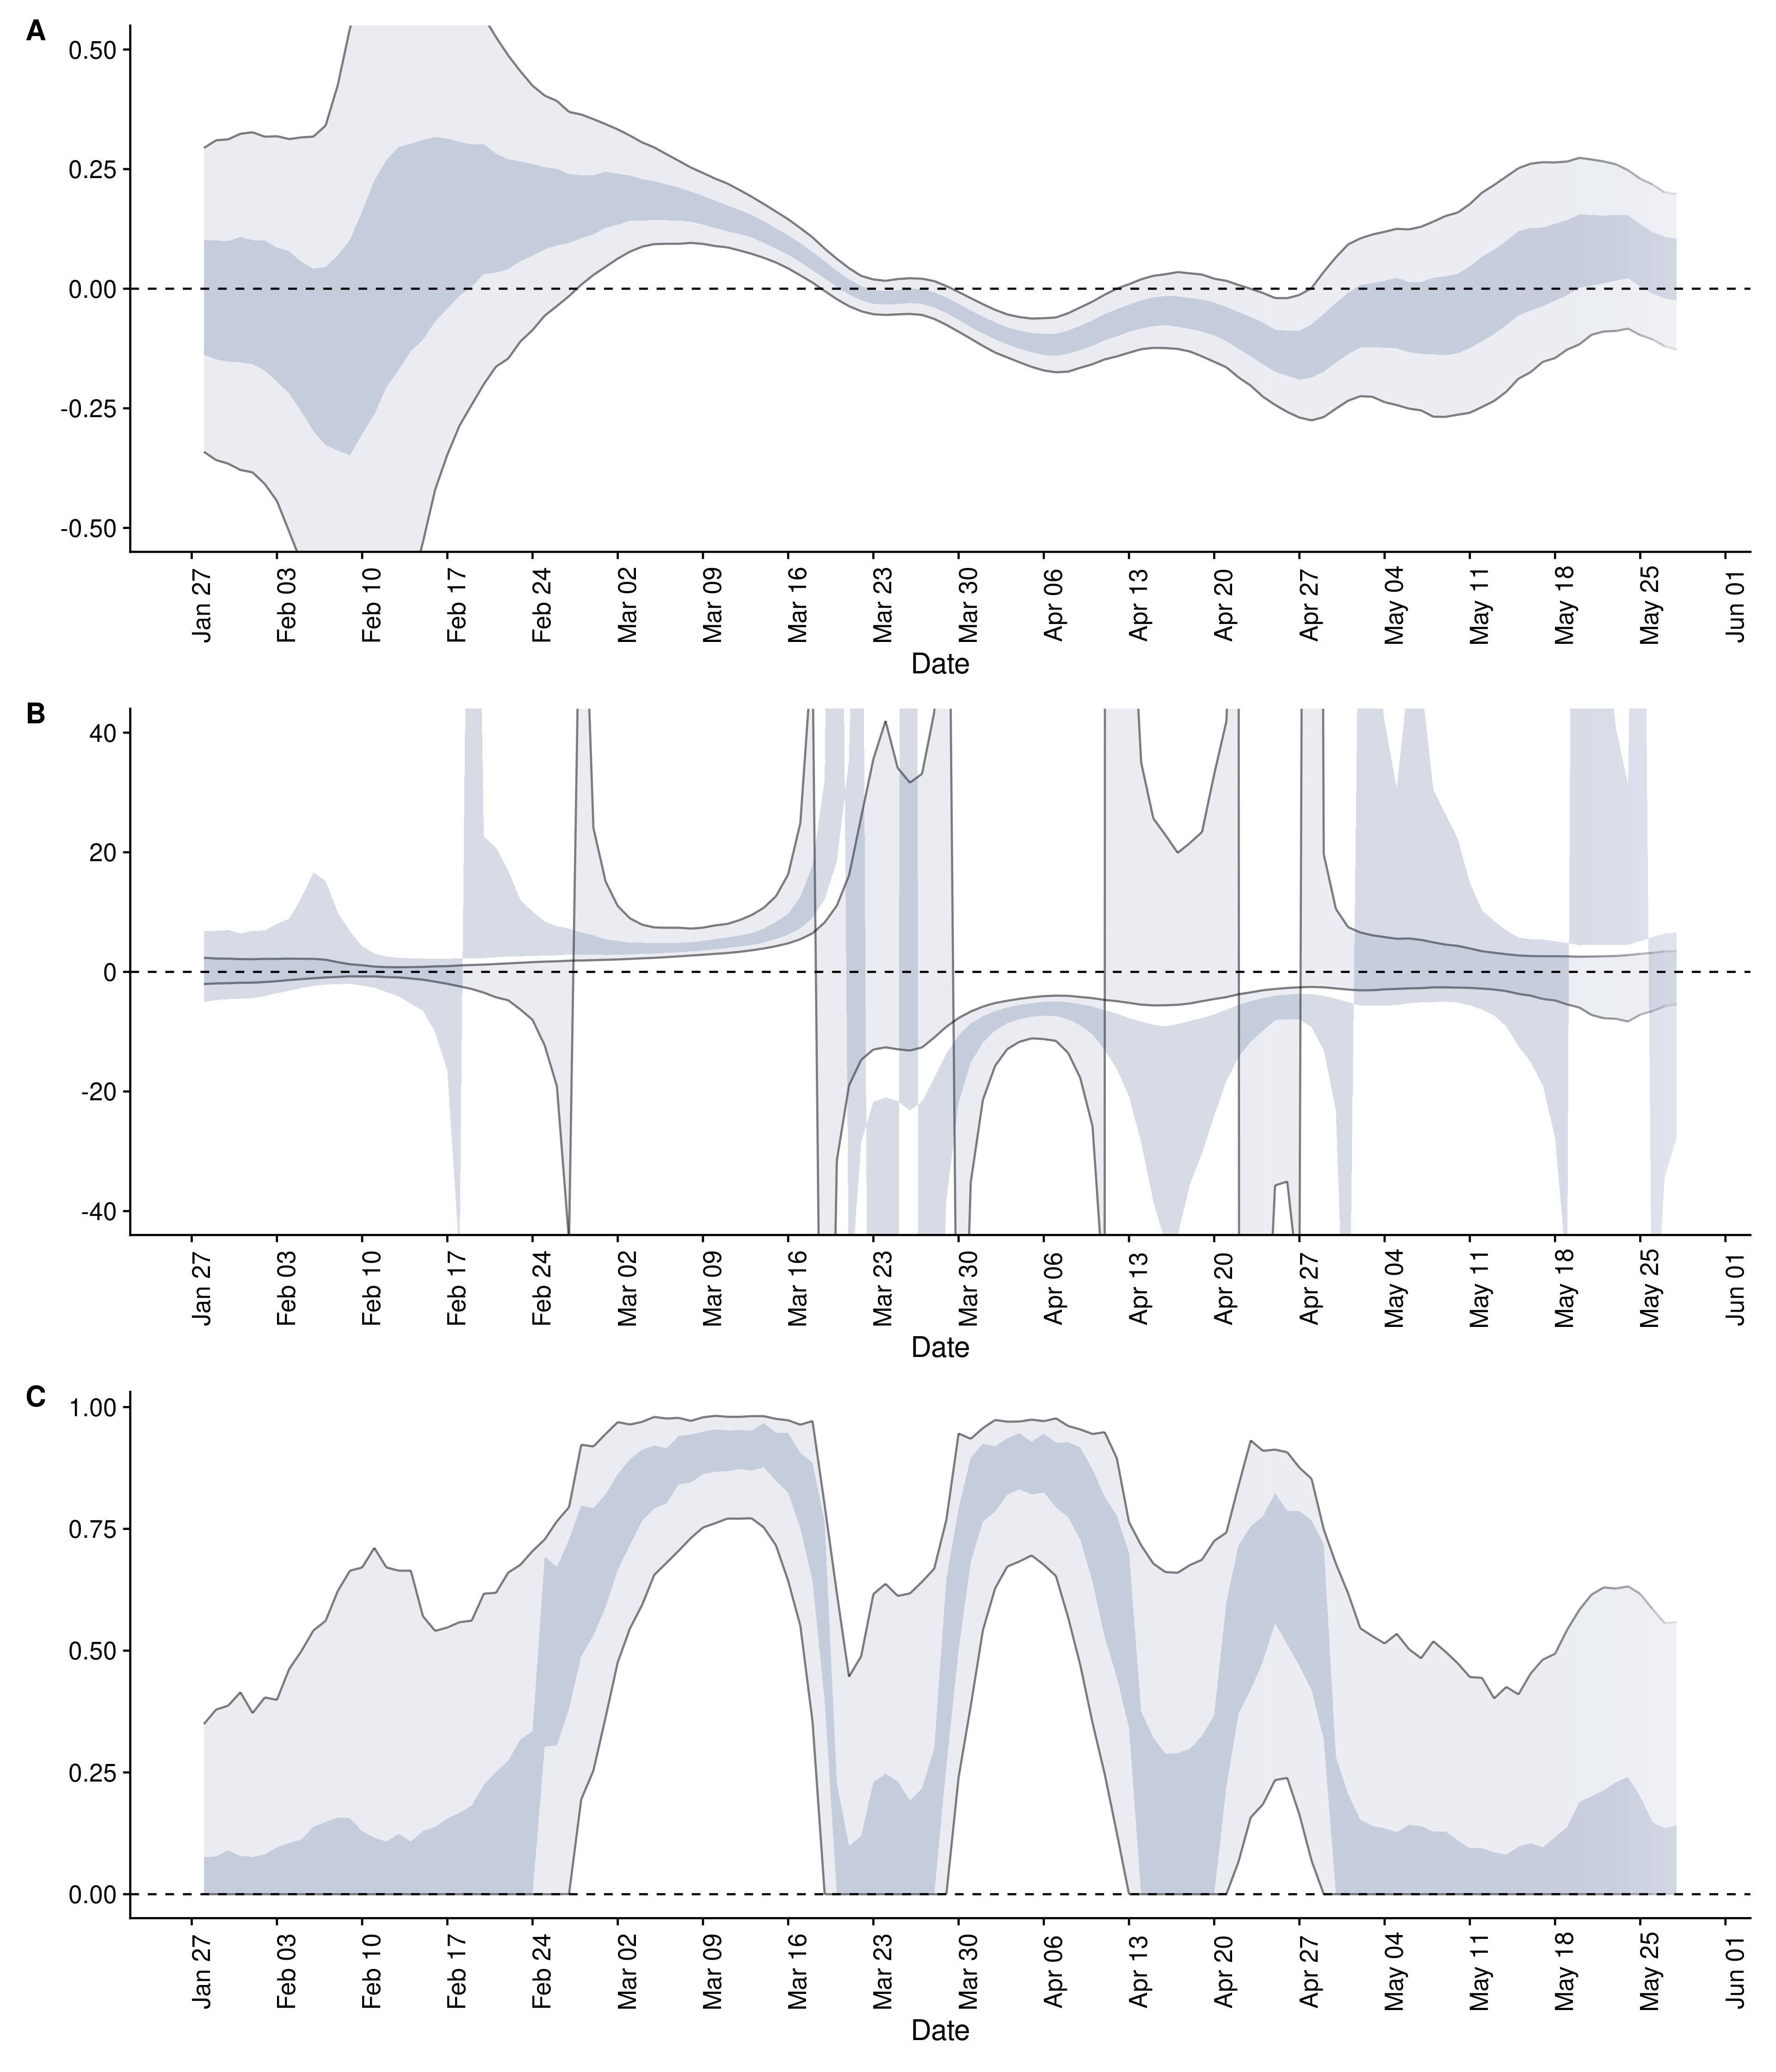 A
0.50
0.25
0.00
-0.25
-0.50
Jan 27
Feb 03
Feb 10
Feb 17
Feb 24
Mar 02
Mar 09
Mar 16
Mar 23
Mar 30
Apr 06
Apr 13
Apr 20
Apr 27
May 04
May 11
May 18
May 25
Jun 01
Date
B
40
20
0
-20
-40
Jan 27
Feb 03
Feb 10
Feb 17
Feb 24
Mar 02
Mar 09
Mar 16
Mar 23
Mar 30
Apr 06
Apr 13
Apr 20
Apr 27
May 04
May 11
May 18
May 25
Jun 01
Date
C
1.00
0.75
0.50
0.25
0.00
Jan 27
Feb 03
Feb 10
Feb 17
Feb 24
Mar 02
Mar 09
Mar 16
Mar 23
Mar 30
Apr 06
Apr 13
Apr 20
Apr 27
May 04
May 11
May 18
May 25
Jun 01
Date